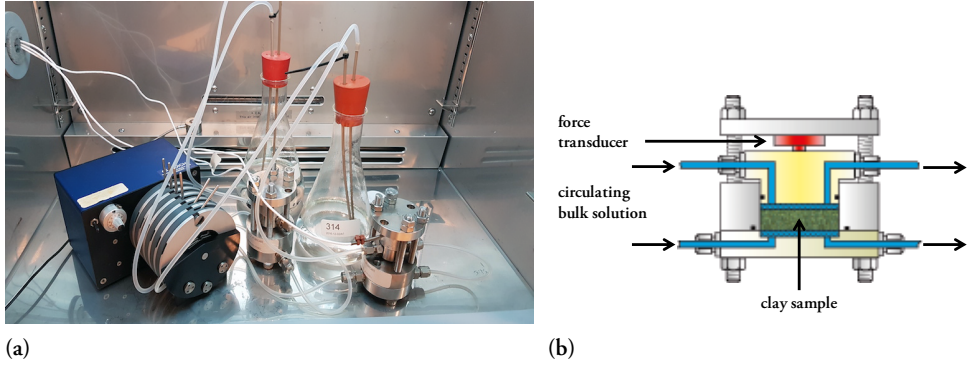 314
force
transducer
circulating
bulk solution
clay sample
(a)
(b)